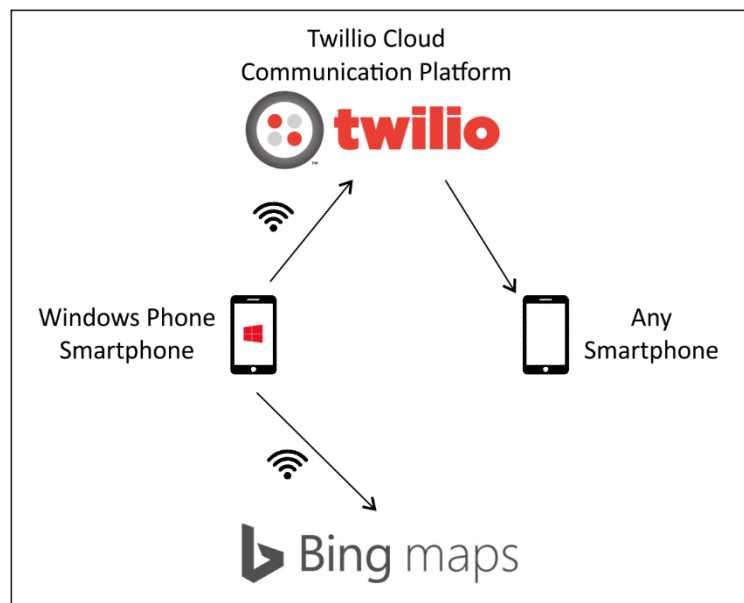 Twillio Cloud
Communication Platform
twilio
™
Windows Phone
Smartphone
Any
Smartphone
Bing maps